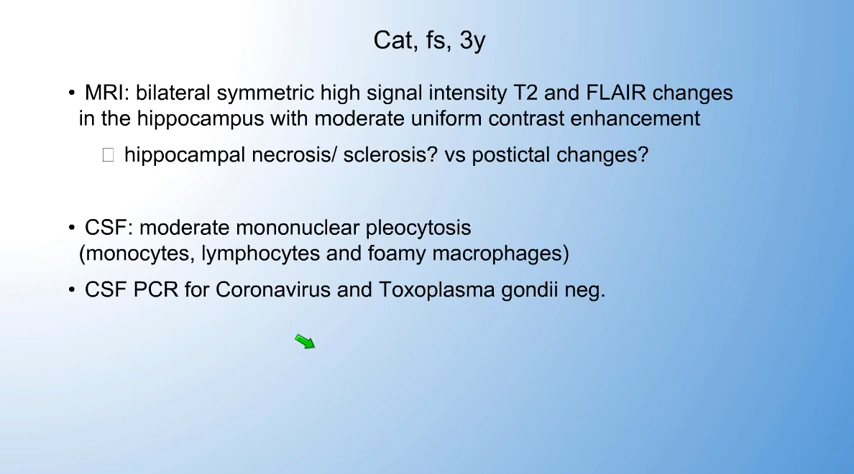 Cat, fs, 3y
• MRI: bilateral symmetric high signal intensity T2 and FLAIR changes
in the hippocampus with moderate uniform contrast enhancement
hippocampal necrosis/ sclerosis? vs postictal changes?
• CSF: moderate mononuclear pleocytosis
(monocytes, lymphocytes and foamy macrophages)
• CSF PCR for Coronavirus and Toxoplasma gondii neg.